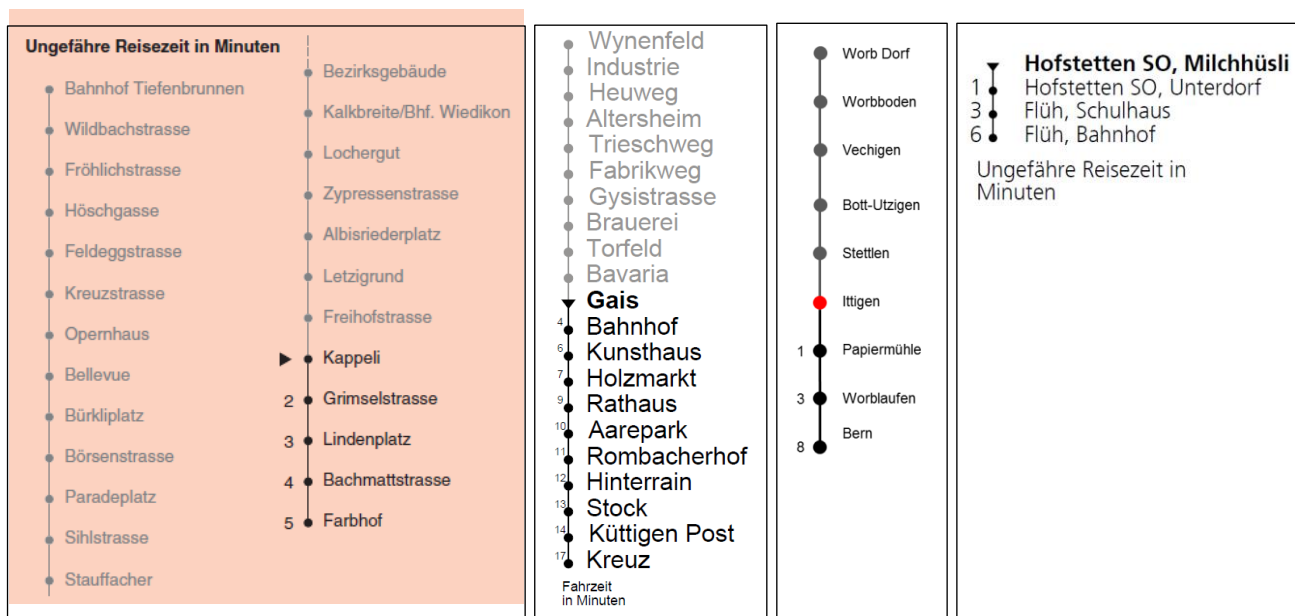 Ungefähre Reisezeit in Minuten
Bahnhof Tiefenbrunnen
Wildbachstrasse
Fröhlichstrasse
Höschgasse
Feldeggstrasse
Kreuzstrasse
Opernhaus
Bellevue
Bürkliplatz
Börsenstrasse
Paradeplatz
Sihlstrasse
Stauffacher
Bezirksgebäude
Kalkbreite/Bhf. Wiedikon
Lochergut
Zypressenstrasse
Albisriederplatz
Letzigrund
Freihofstrasse
Kappeli
2 Grimselstrasse
3 Lindenplatz
4 Bachmattstrasse
5 Farbhof
Wynenfeld
Industrie
Heuweg
Altersheim
Trieschweg
Fabrikweg
Gysistrasse
Brauerei
Torfeld
Bavaria
Gais
4 Bahnhof
6 Kunsthaus
7 Holzmarkt
9 Rathaus
10 Aarepark
11 Rombacherhof
12 Hinterrain
13 Stock
14 Küttigen Post
17 Kreuz
Fahrzeit
in Minuten
Worb Dorf
Worbboden
Vechigen
Bott-Utzigen
Stettlen
Ittigen
1 Papiermühle
3 Worblaufen
8 Bern
Hofstetten SO, Milchhüsli
1 Hofstetten SO, Unterdorf
3 Flüh, Schulhaus
6 Flüh, Bahnhof
Ungefähre Reisezeit in
Minuten